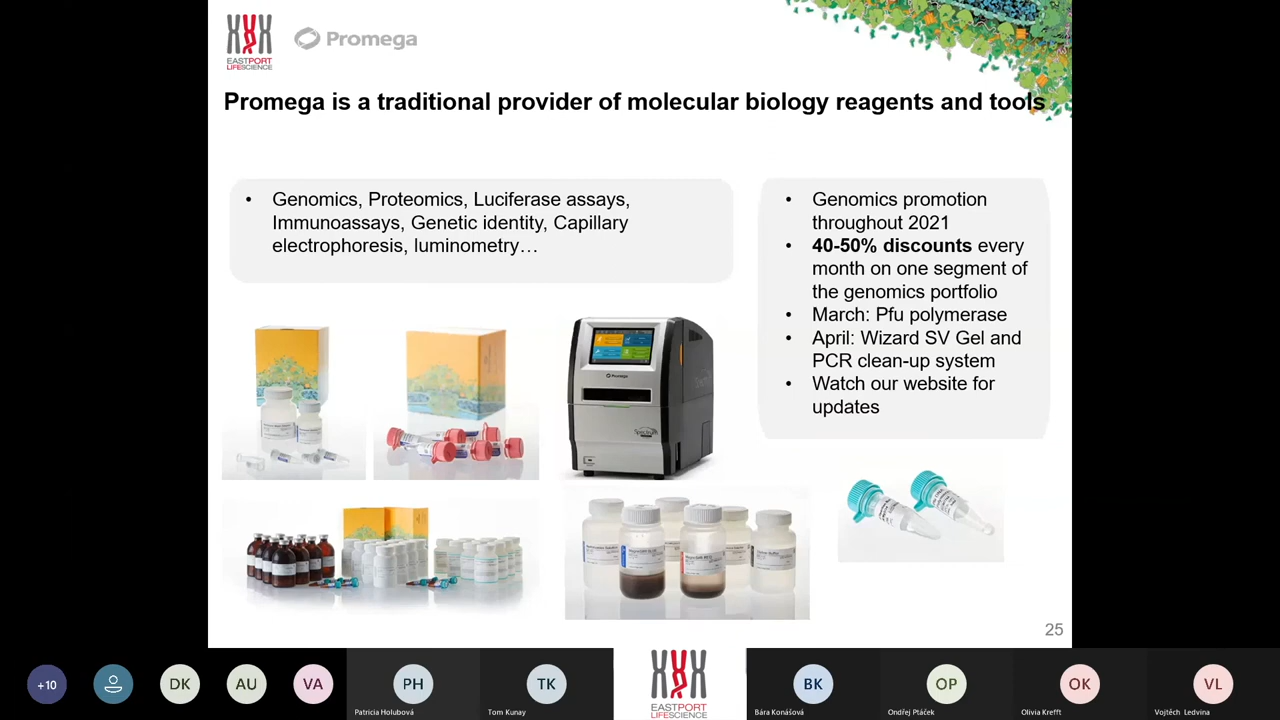 EASTPORT
LIFESCIENCE
Promega
Promega is a traditional provider of molecular biology reagents and tools
• Genomics, Proteomics, Luciferase assays,
Immunoassays, Genetic identity, Capillary
electrophoresis, luminometry…
• Genomics promotion
throughout 2021
• 40-50% discounts every
month on one segment of
the genomics portfolio
• March: Pfu polymerase
• April: Wizard SV Gel and
PCR clean-up system
• Watch our website for
updates
Promega
Spectrum
25
+10
DK
AU
VA
PH
Patricia Holubová
TK
Tom Kunay
EASTPORT
LIFESCIENCE
BK
Bára Konášová
OP
Ondřej Ptáček
OK
Olivia Krefft
VL
Vojtěch Ledvina